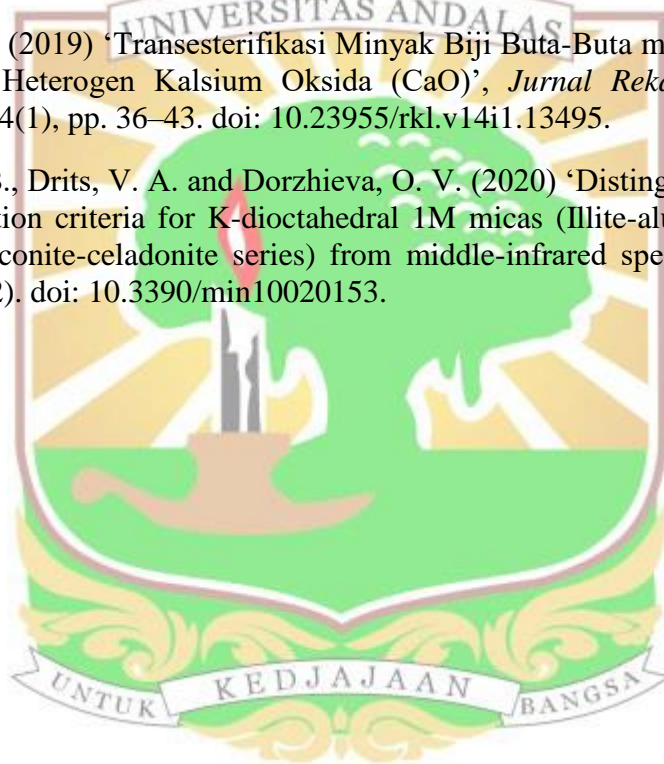 UNIVERSITAS ANDALAS
(2019) ‘Transesterifikasi Minyak Biji Buta-Buta m
Heterogen Kalsium Oksida (CaO)’, Jurnal Reka
4(1), pp. 36–43. doi: 10.23955/rkl.v14i1.13495.
., Drits, V. A. and Dorzhieva, O. V. (2020) ‘Disting
tion criteria for K-dioctahedral 1M micas (Illite-alu
conite-celadonite series) from middle-infrared spe
). doi: 10.3390/min10020153.
UNTUK KEDJAJAAN BANGSA